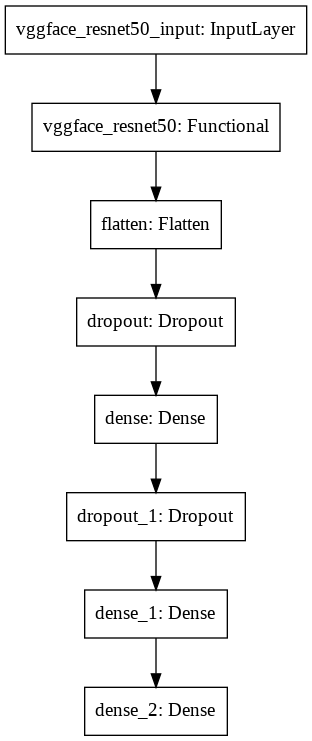 vggface_resnet50_input: InputLayer
vggface_resnet50: Functional
flatten: Flatten
dropout: Dropout
dense: Dense
dropout_1: Dropout
dense_1: Dense
dense_2: Dense